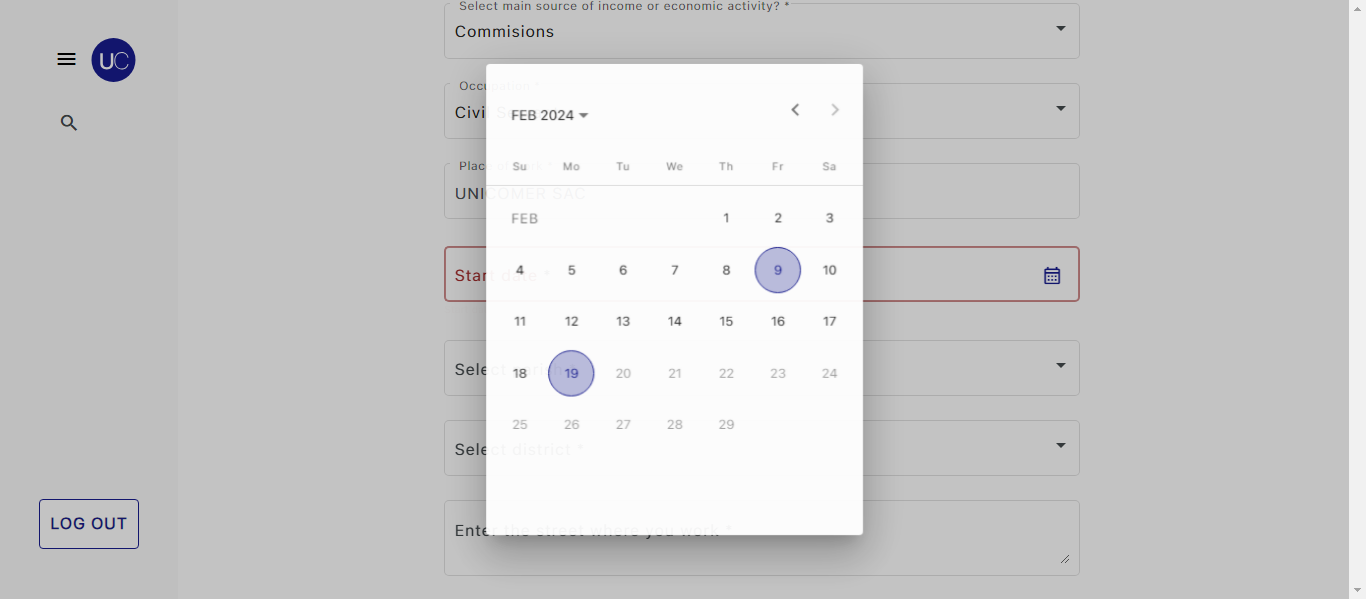 Select main source of income or economic activity? *
Commisions
UC
Occupation *
Civil
FEB 2024
Place
Su Mo Tu We Th Fr Sa
UNICOMER SAC
FEB 1 2 3
Start date *
4 5 6 7 8 9 10
11 12 13 14 15 16 17
Select
18 19 20 21 22 23 24
25 26 27 28 29
Select district *
LOG OUT
Enter the street where you work *